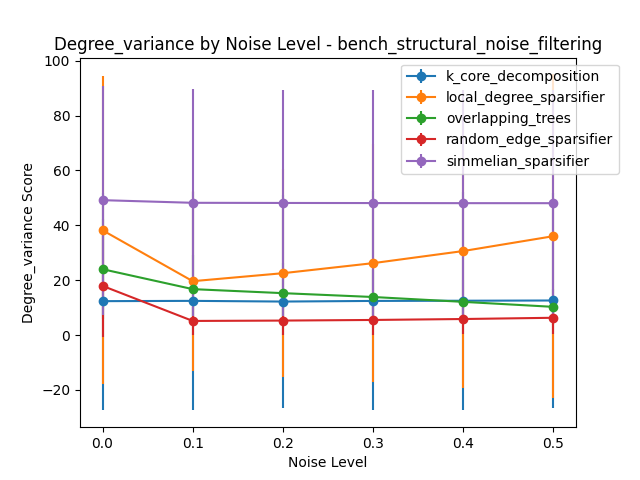 Degree_variance by Noise Level - bench_structural_noise_filtering
100
80
60
40
20
0
−20
Degree_variance Score
k_core_decomposition
local_degree_sparsifier
overlapping_trees
random_edge_sparsifier
simmelian_sparsifier
0.0 0.1 0.2 0.3 0.4 0.5
Noise Level